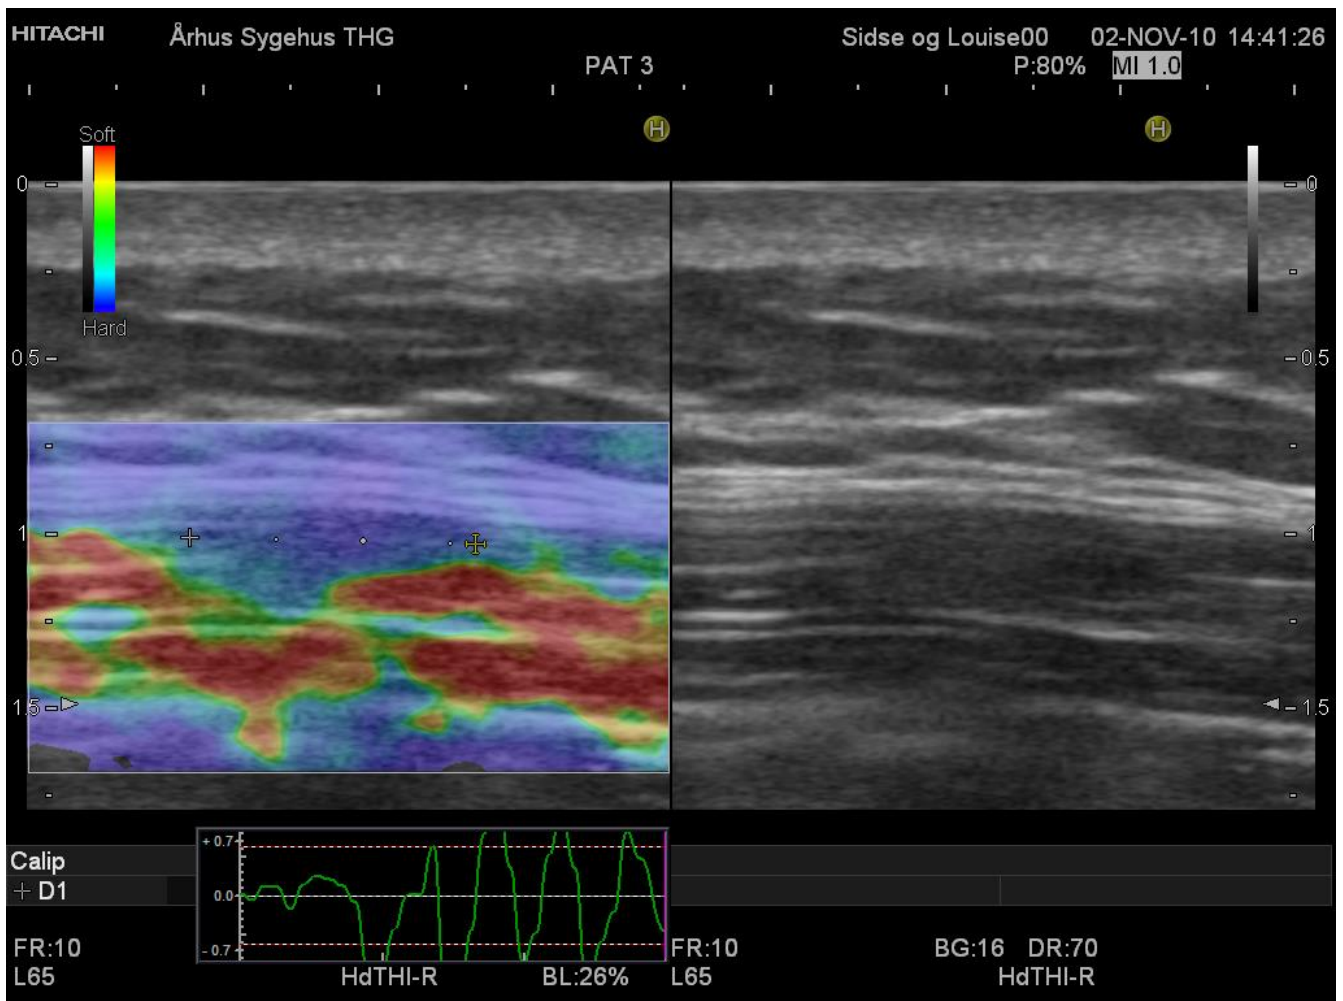 HITACHI Århus Sygehus THG Sidse og Louise00 02-NOV-10 14:41:26
PAT 3 P:80% MI 1.0
H H
Soft
0 0
Hard
0.5 0.5
1 1
1.5 1.5
+0.7
Calip
0.0
+ D1
-0.7
FR:10 FR:10 BG:16 DR:70
L65 HdTHI-R BL:26% L65 HdTHI-R